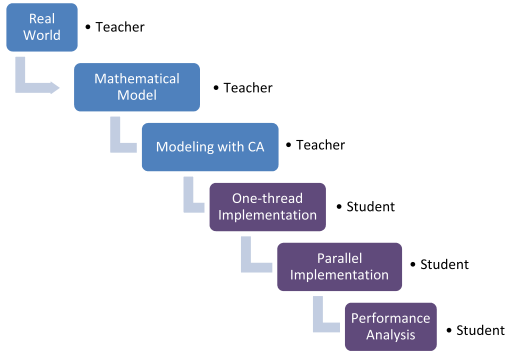 Real
World
• Teacher
Mathematical
Model
• Teacher
Modeling with CA
• Teacher
One-thread
Implementation
• Student
Parallel
Implementation
• Student
Performance
Analysis
• Student